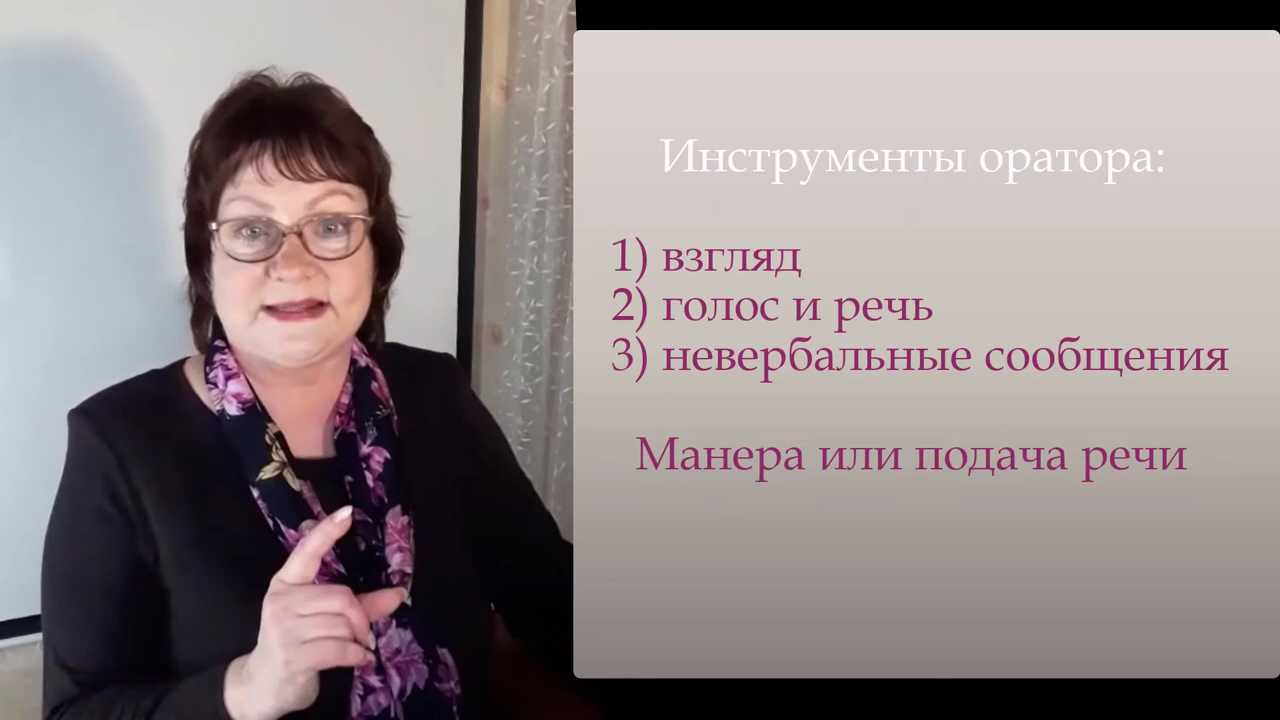 Инструменты оратора:
1) взгляд
2) голос и речь
3) невербальные сообщения
Манера или подача речи